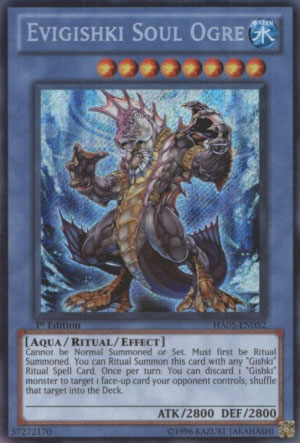 EVIGISHKI SOUL OGRE
WATER
水
1st Edition
HA05-EN052
[AQUA / RITUAL / EFFECT]
Cannot be Normal Summoned or Set. Must first be Ritual
Summoned. You can Ritual Summon this card with any "Gishki"
Ritual Spell Card. Once per turn: You can discard 1 "Gishki"
monster to target 1 face-up card your opponent controls; shuffle
that target into the Deck.
ATK/2800 DEF/2800
57272170
©1996 KAZUKI TAKAHASHI